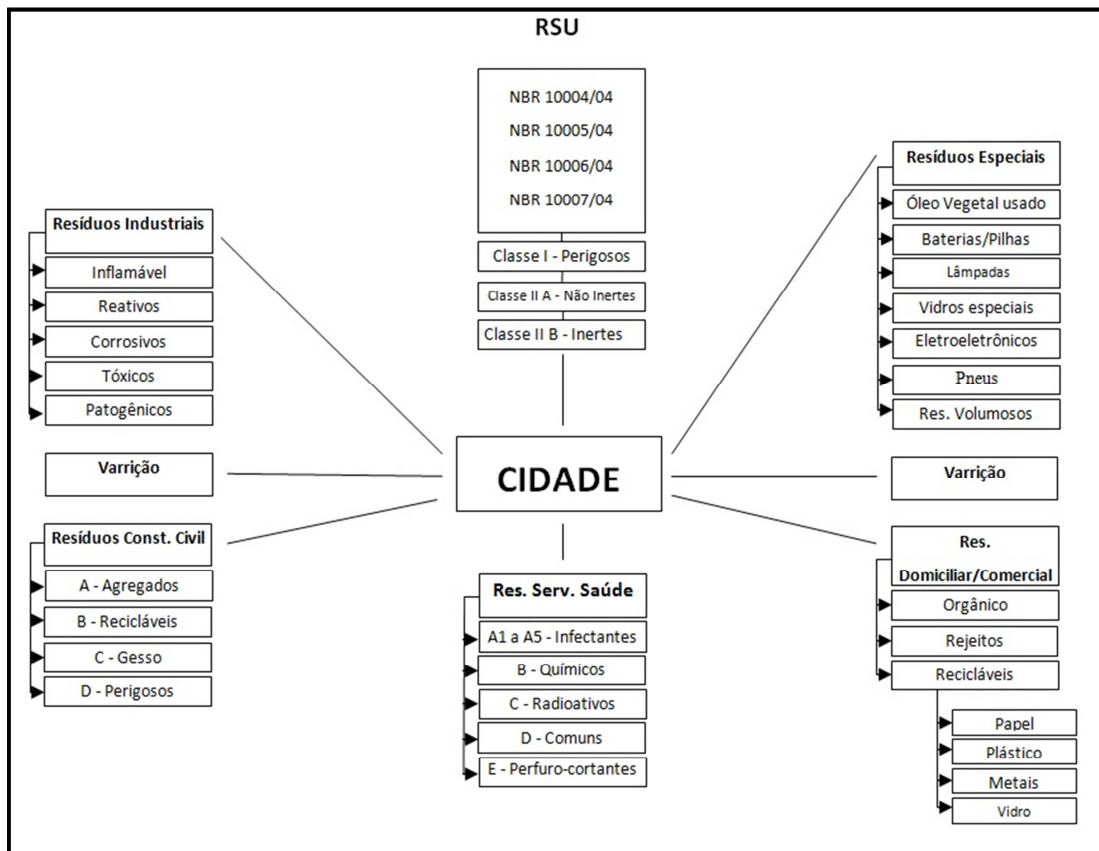 RSU
NBR 10004/04
NBR 10005/04
NBR 10006/04
NBR 10007/04
Classe I - Perigosos
Classe II A - Não Inertes
Classe II B - Inertes
Resíduos Industriais
Inflamável
Reativos
Corrosivos
Tóxicos
Patogênicos
Varrição
Resíduos Const. Civil
A - Agregados
B - Recicláveis
C - Gesso
D - Perigosos
CIDADE
Res. Serv. Saúde
A1 a A5 - Infectantes
B - Químicos
C - Radioativos
D - Comuns
E - Perfuro-cortantes
Resíduos Especiais
Óleo Vegetal usado
Baterias/Pilhas
Lâmpadas
Vidros especiais
Eletroeletrônicos
Pneus
Res. Volumosos
Varrição
Res.
Domiciliar/Comercial
Orgânico
Rejeitos
Recicláveis
Papel
Plástico
Metais
Vidro